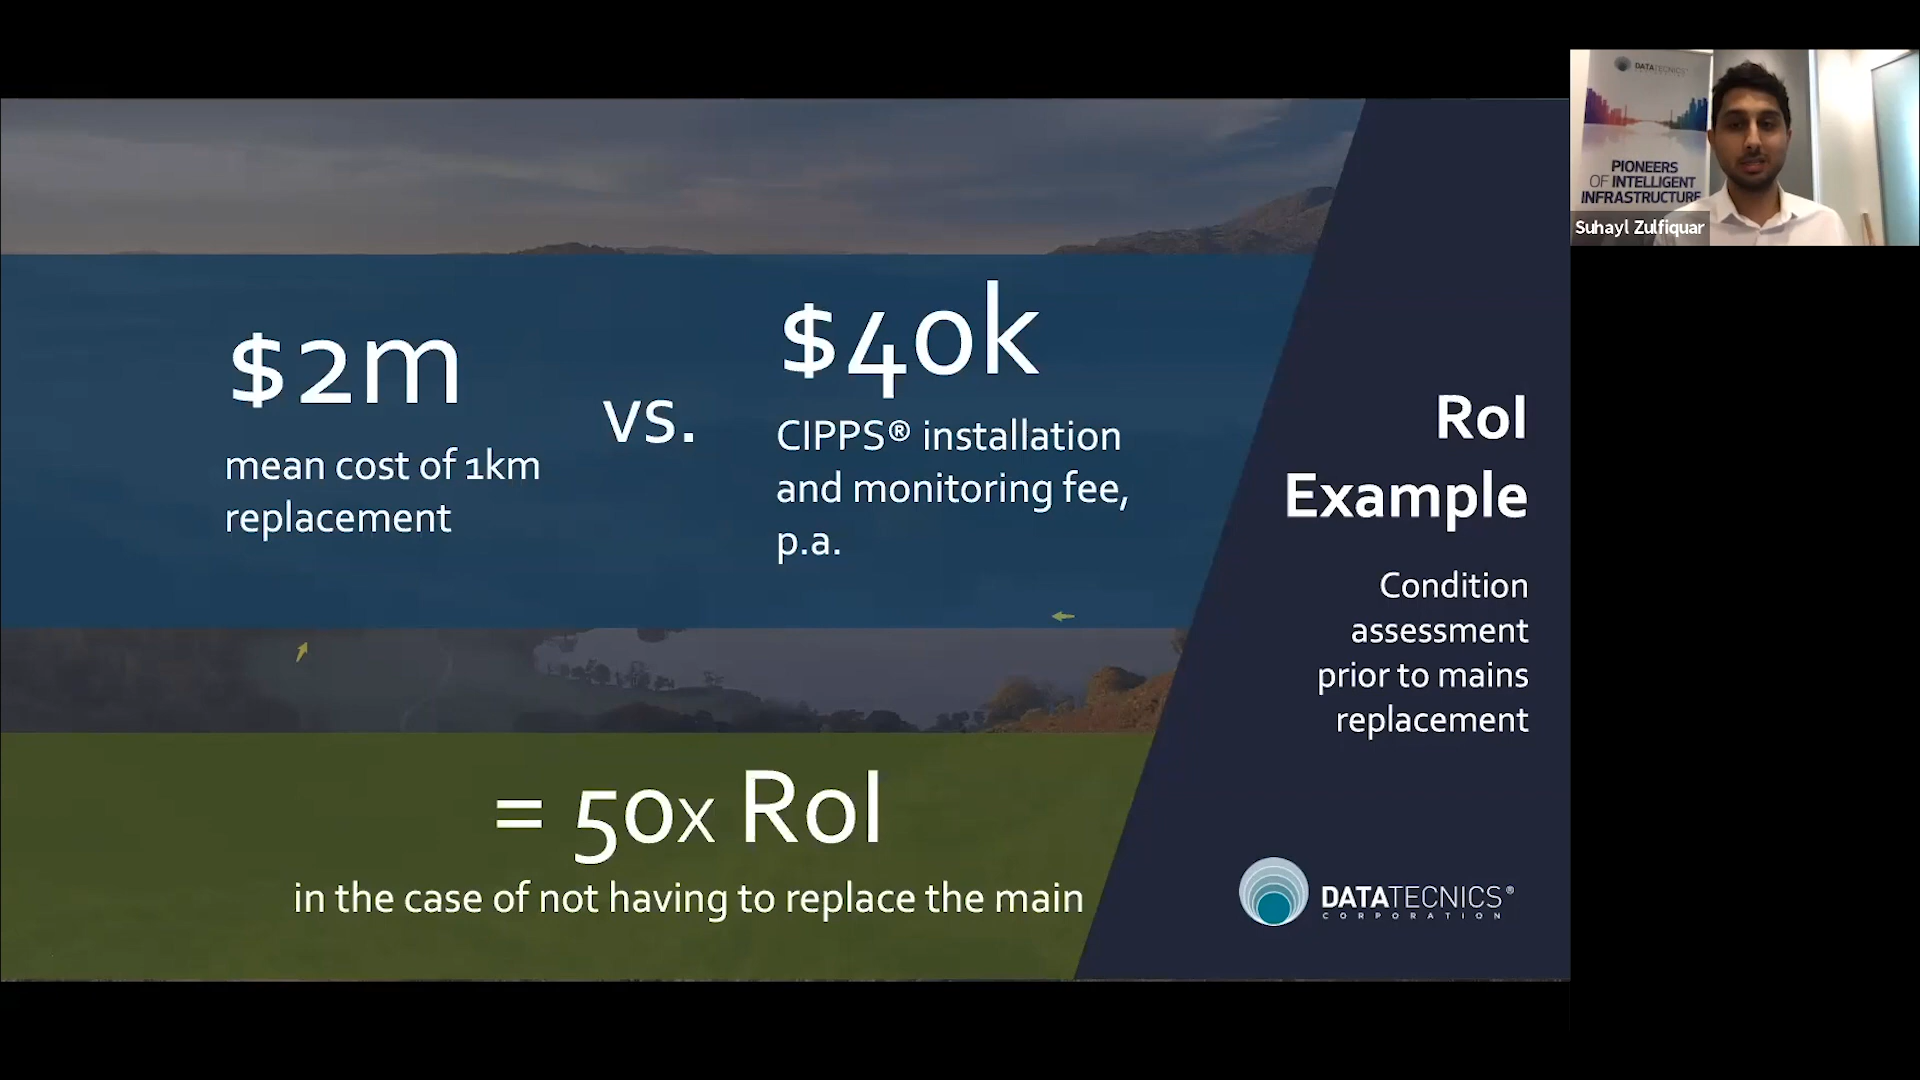 $2m
mean cost of 1km
replacement
vs.
$40k
CIPPS® installation
and monitoring fee,
p.a.
= 50x RoI
in the case of not having to replace the main
RoI
Example
Condition
assessment
prior to mains
replacement
DATATECNICS®
CORPORATION
DATATECNICS
PIONEERS
OF INTELLIGENT
INFRASTRUCTURE
Suhayl Zulfiquar